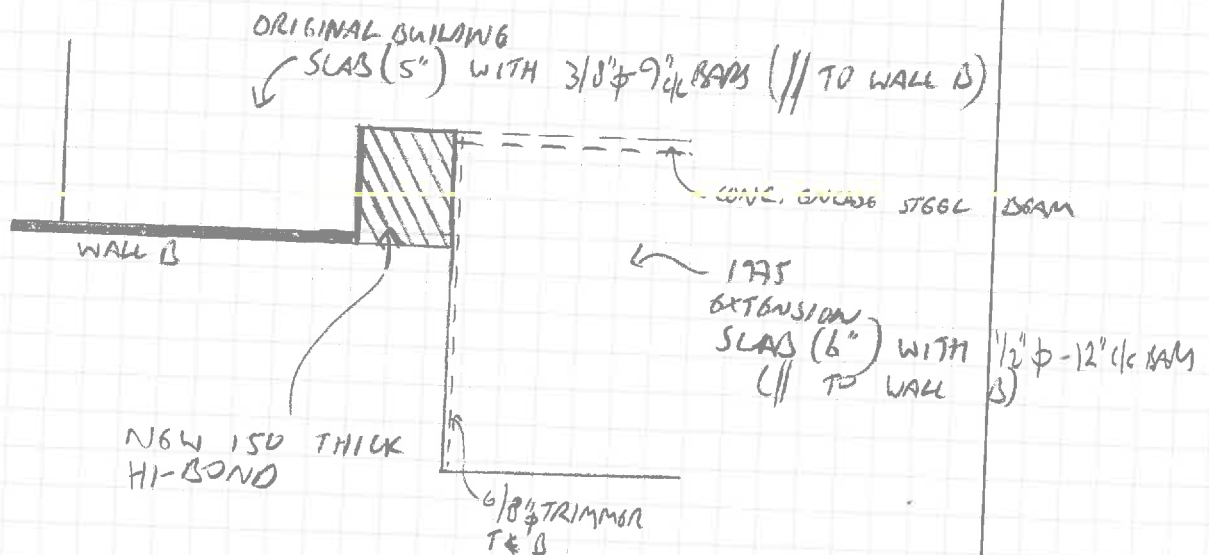 ORIGINAL BUILDING
SLAB (5") WITH 3/8"ϕ-9"c/c BARS (// TO WALL B)
CONC. ENCASE STEEL BEAM
WALL B
1975
EXTENSION
SLAB (6") WITH 1/2"ϕ-12"c/c BARS
(// TO WALL B)
NEW 150 THICK
HI-BOND
6/8"ϕ TRIMMER
T & B